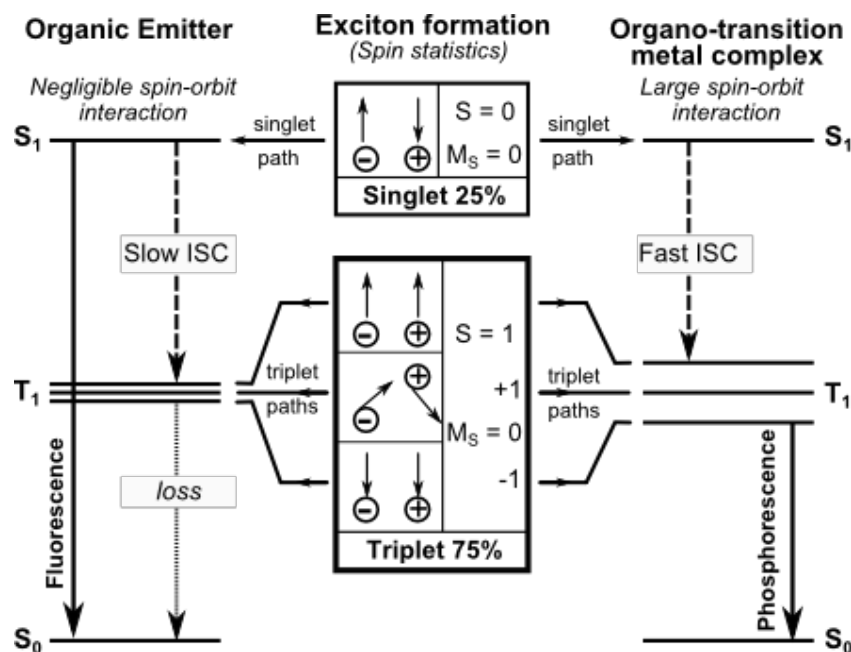 Organic Emitter
Negligible spin-orbit
interaction
Exciton formation
(Spin statistics)
Organo-transition
metal complex
Large spin-orbit
interaction
S₁
singlet
path
S = 0
Mₛ = 0
Singlet 25%
singlet
path
S₁
Slow ISC
Fast ISC
T₁
triplet
paths
S = 1
+1
Mₛ = 0
-1
Triplet 75%
triplet
paths
T₁
Fluorescence
loss
Phosphorescence
S₀
S₀